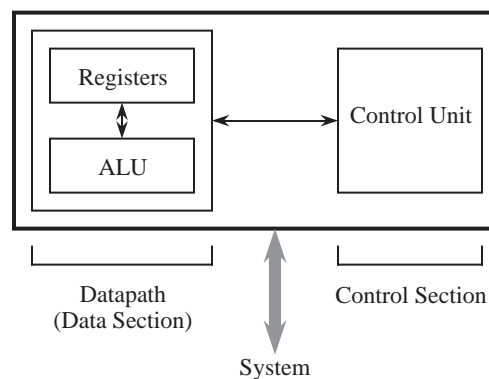 Registers
ALU
Control Unit
Datapath
(Data Section)
Control Section
System